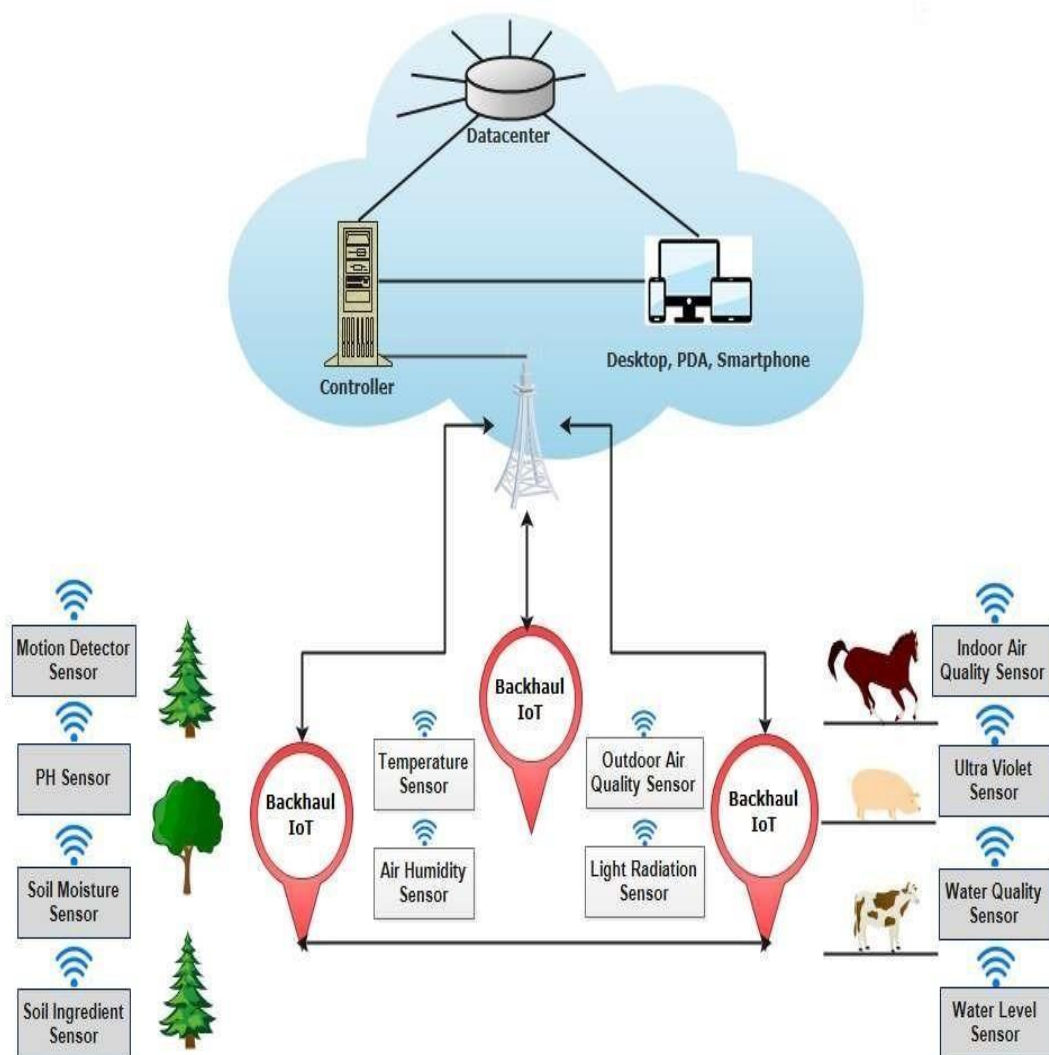 Datacenter
Controller
Desktop, PDA, Smartphone
Motion Detector
Sensor
PH Sensor
Soil Moisture
Sensor
Soil Ingredient
Sensor
Backhaul
IoT
Temperature
Sensor
Air Humidity
Sensor
Backhaul
IoT
Outdoor Air
Quality Sensor
Light Radiation
Sensor
Backhaul
IoT
Indoor Air
Quality Sensor
Ultra Violet
Sensor
Water Quality
Sensor
Water Level
Sensor